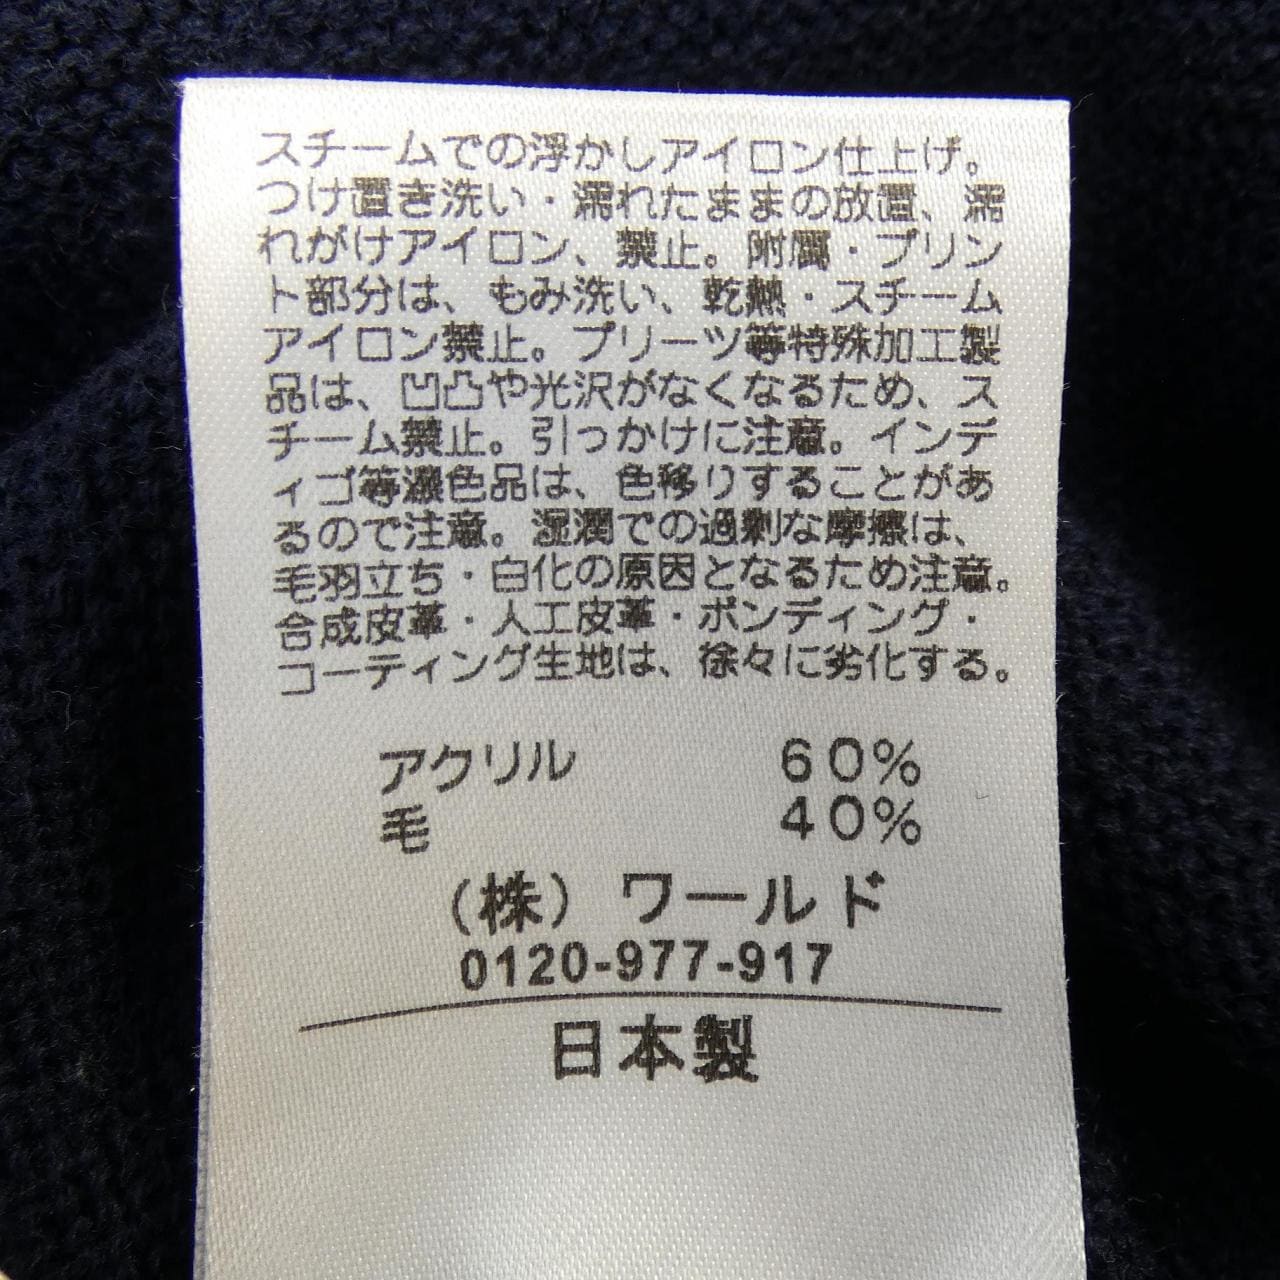 スチームでの浮かしアイロン仕上げ。
つけ置き洗い・濡れたままの放置、濡
れがけアイロン、禁止。附属・プリン
ト部分は、もみ洗い、乾熱・スチーム
アイロン禁止。プリーツ等特殊加工製
品は、凹凸や光沢がなくなるため、ス
チーム禁止。引っかけに注意。インデ
ィゴ等濃色品は、色移りすることがあ
るので注意。湿潤での過剰な摩擦は、
毛羽立ち・白化の原因となるため注意。
合成皮革・人工皮革・ボンディング・
コーティング生地は、徐々に劣化する。
アクリル 60%
毛 40%
(株)ワールド
0120-977-917
日本製